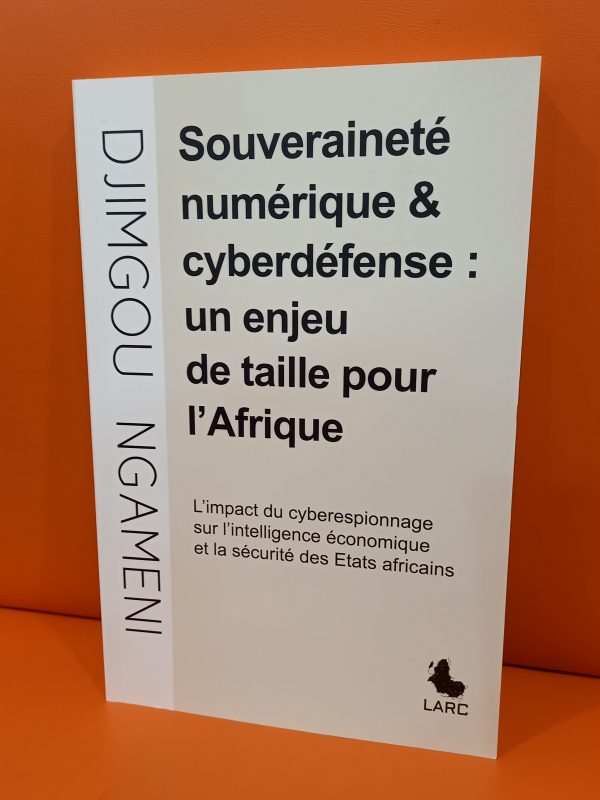 DJIMGOU NGAMENI
Souveraineté
numérique &
cyberdéfense :
un enjeu
de taille pour
l'Afrique
L'impact du cyberespionnage
sur l'intelligence économique
et la sécurité des Etats africains
LARC